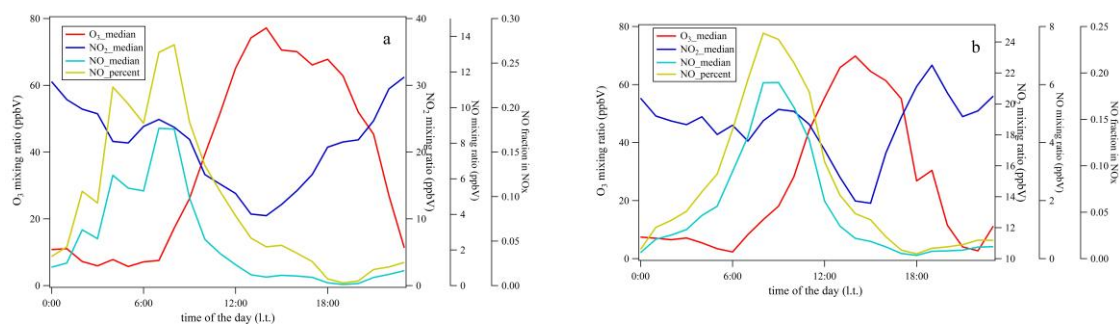 a
O₃_median
NO₂_median
NO_median
NO_percent
80
60
40
20
0
O₃ mixing ratio (ppbV)
0:00
6:00
12:00
18:00
time of the day (l.t.)
40
30
20
10
0
NO₂ mixing ratio (ppbV)
14
12
10
8
6
4
2
0
NO mixing ratio (ppbV)
0.30
0.25
0.20
0.15
0.10
0.05
0.00
NO fraction in NOx
b
O₃_median
NO₂_median
NO_median
NO_percent
80
60
40
20
0
O₃ mixing ratio (ppbV)
0:00
6:00
12:00
18:00
time of the day (l.t.)
24
22
20
18
16
14
12
10
NO₂ mixing ratio (ppbV)
8
6
4
2
0
NO mixing ratio (ppbV)
0.25
0.20
0.15
0.10
0.05
0.00
NO fraction in NOx